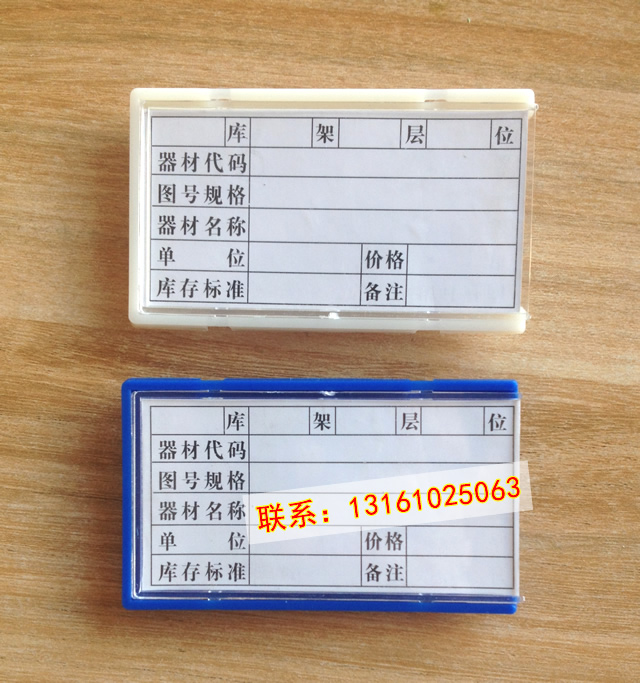 库 架 层 位
器材代码
图号规格
器材名称
单 位 价格
库存标准 备注
库 架 层 位
器材代码
图号规格
器材名称
联系：13161025063
单 位 价格
库存标准 备注